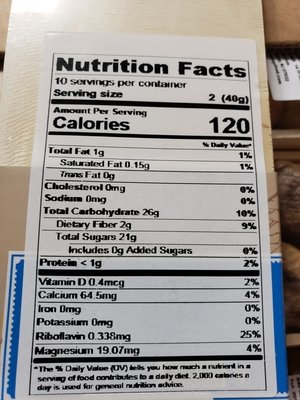 Nutrition Facts
10 servings per container
Serving size 2 (40g)
Amount Per Serving
Calories 120
% Daily Value*
Total Fat 1g 1%
Saturated Fat 0.15g 1%
Trans Fat 0g
Cholesterol 0mg 0%
Sodium 0mg 0%
Total Carbohydrate 26g 10%
Dietary Fiber 2g 9%
Total Sugars 21g
Includes 0g Added Sugars 0%
Protein < 1g 2%
Vitamin D 0.4mcg 2%
Calcium 64.5mg 4%
Iron 0mg 0%
Potassium 0mg 0%
Riboflavin 0.338mg 25%
Magnesium 19.07mg 4%
*The % Daily Value (DV) tells you how much a nutrient in a
serving of food contributes to a daily diet. 2,000 calories a
day is used for general nutrition advice.